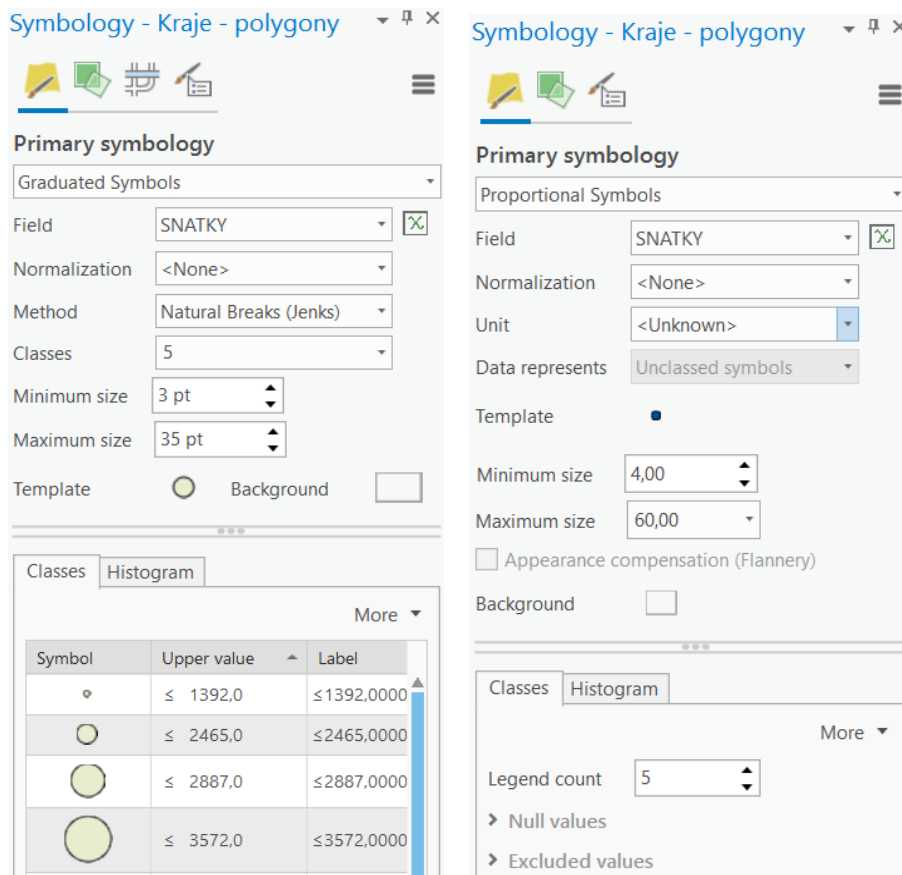 Symbology - Kraje - polygony
Primary symbology
Graduated Symbols
Field SNATKY
Normalization <None>
Method Natural Breaks (Jenks)
Classes 5
Minimum size 3 pt
Maximum size 35 pt
Template Background
Classes Histogram
More
Symbol Upper value Label
≤ 1392,0 ≤1392,0000
≤ 2465,0 ≤2465,0000
≤ 2887,0 ≤2887,0000
≤ 3572,0 ≤3572,0000
Symbology - Kraje - polygony
Primary symbology
Proportional Symbols
Field SNATKY
Normalization <None>
Unit <Unknown>
Data represents Unclassed symbols
Template
Minimum size 4,00
Maximum size 60,00
Appearance compensation (Flannery)
Background
Classes Histogram
More
Legend count 5
Null values
Excluded values